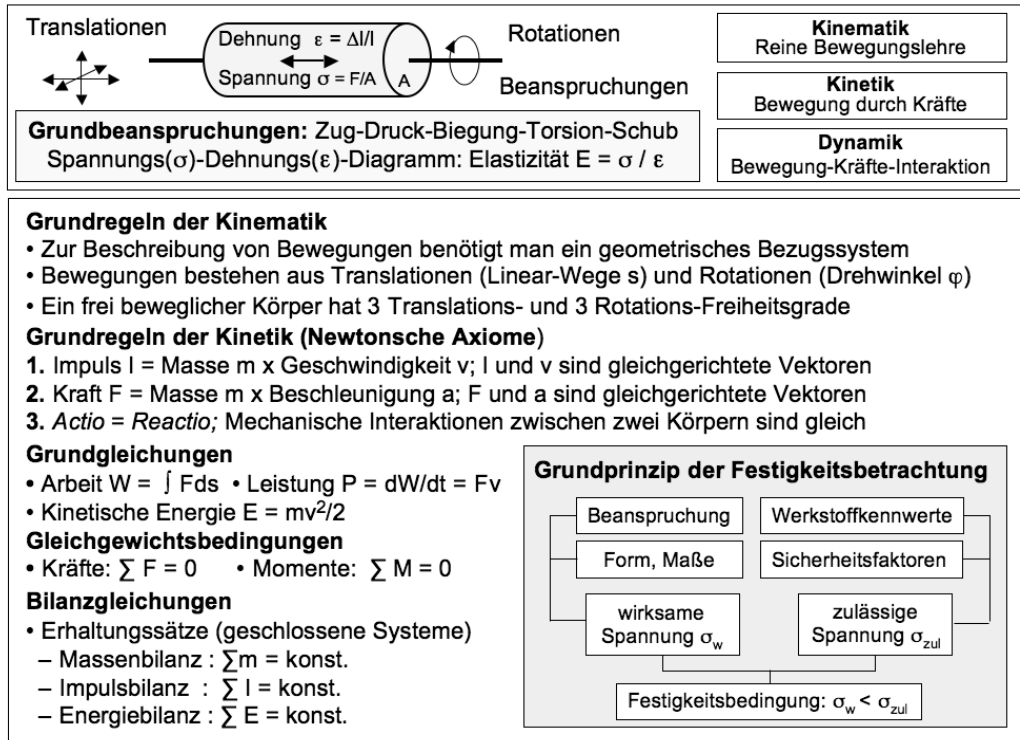 Translationen
Dehnung ε = Δl/l
Spannung σ = F/A
A
Rotationen
Beanspruchungen
Grundbeanspruchungen: Zug-Druck-Biegung-Torsion-Schub
Spannungs(σ)-Dehnungs(ε)-Diagramm: Elastizität E = σ / ε
Kinematik
Reine Bewegungslehre
Kinetik
Bewegung durch Kräfte
Dynamik
Bewegung-Kräfte-Interaktion
Grundregeln der Kinematik
• Zur Beschreibung von Bewegungen benötigt man ein geometrisches Bezugssystem
• Bewegungen bestehen aus Translationen (Linear-Wege s) und Rotationen (Drehwinkel φ)
• Ein frei beweglicher Körper hat 3 Translations- und 3 Rotations-Freiheitsgrade
Grundregeln der Kinetik (Newtonsche Axiome)
1. Impuls I = Masse m x Geschwindigkeit v; I und v sind gleichgerichtete Vektoren
2. Kraft F = Masse m x Beschleunigung a; F und a sind gleichgerichtete Vektoren
3. Actio = Reactio; Mechanische Interaktionen zwischen zwei Körpern sind gleich
Grundgleichungen
• Arbeit W = ∫ Fds • Leistung P = dW/dt = Fv
• Kinetische Energie E = mv²/2
Gleichgewichtsbedingungen
• Kräfte: ∑ F = 0 • Momente: ∑ M = 0
Bilanzgleichungen
• Erhaltungssätze (geschlossene Systeme)
– Massenbilanz : ∑m = konst.
– Impulsbilanz : ∑ I = konst.
– Energiebilanz : ∑ E = konst.
Grundprinzip der Festigkeitsbetrachtung
Beanspruchung
Werkstoffkennwerte
Form, Maße
Sicherheitsfaktoren
wirksame
Spannung σw
zulässige
Spannung σzul
Festigkeitsbedingung: σw < σzul